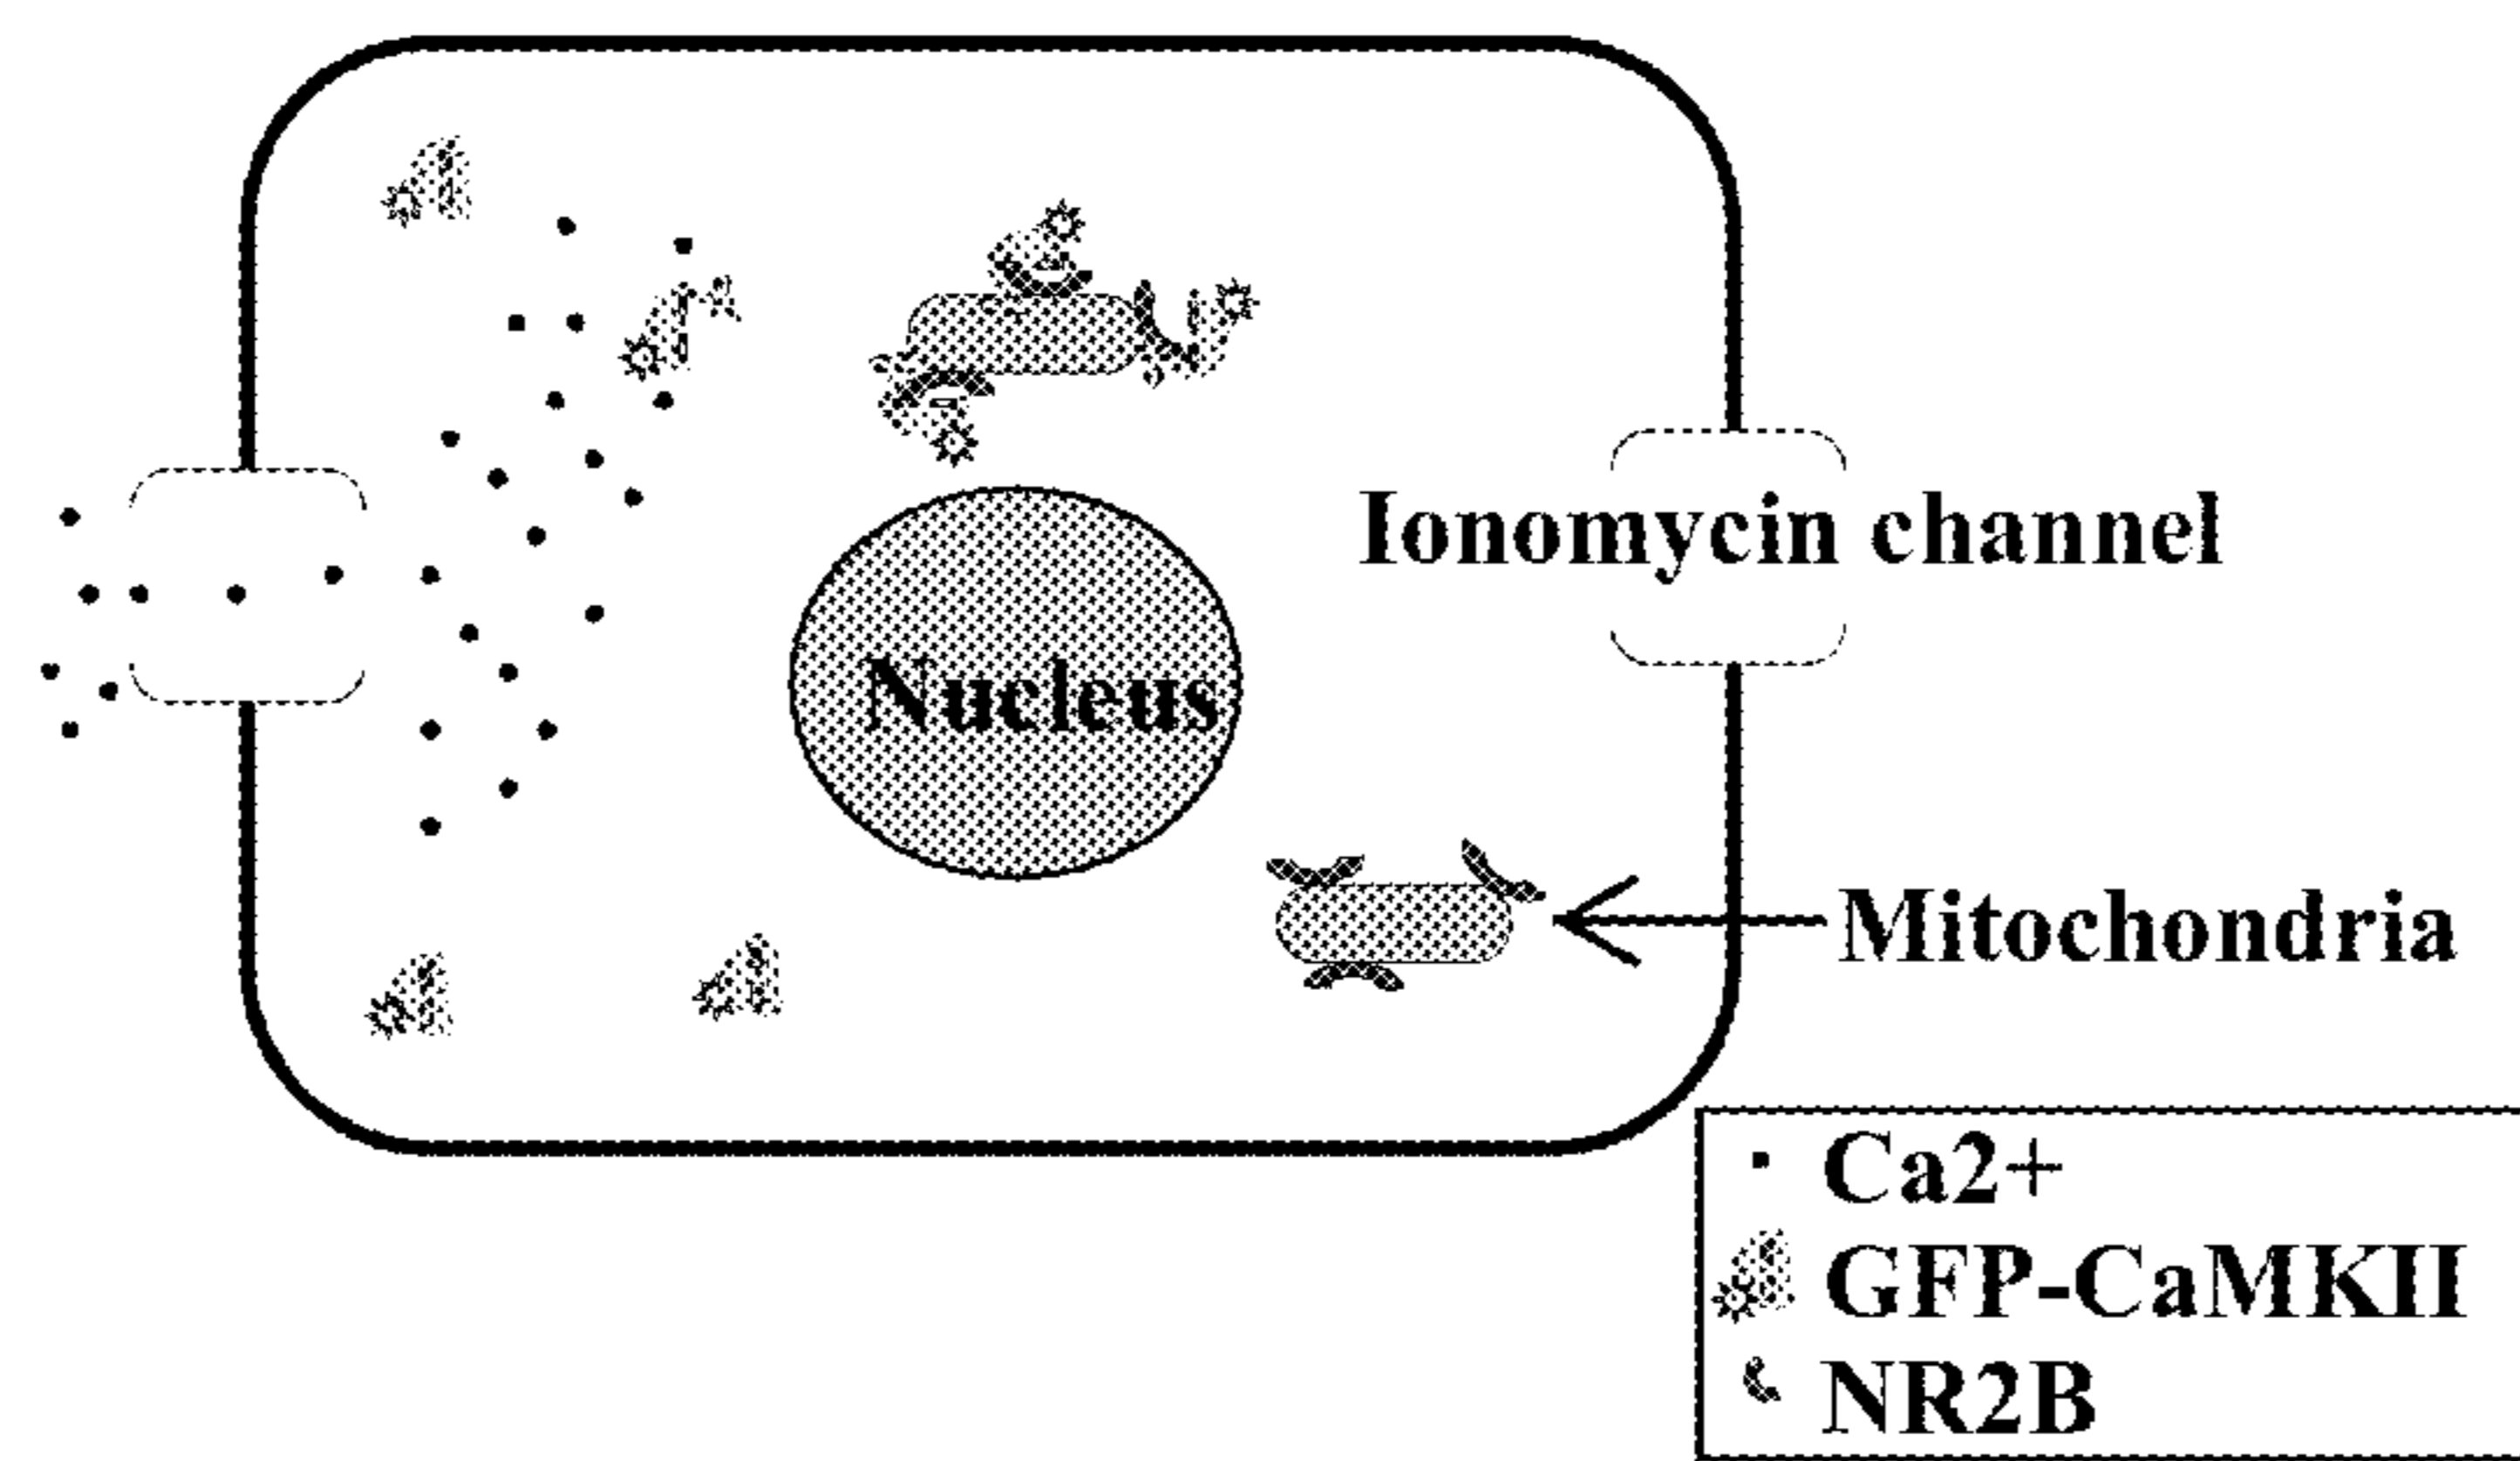 Ionomycin channel
Nucleus
Mitochondria
Ca2+
GFP-CaMKII
NR2B